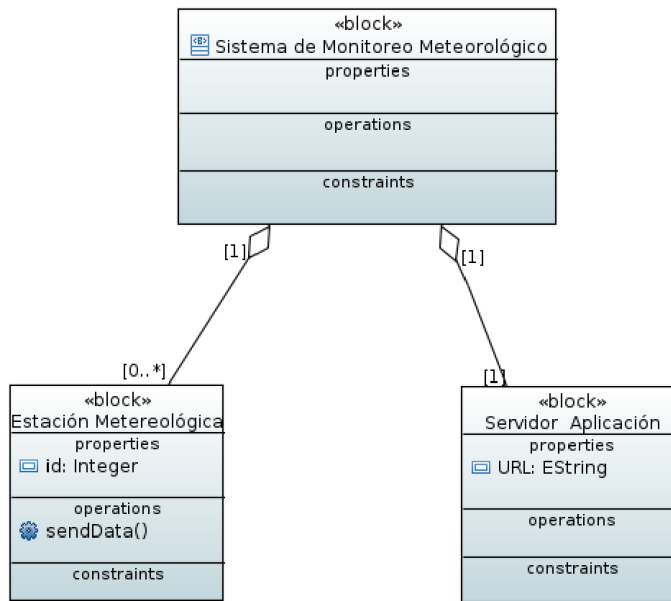 «block»
Sistema de Monitoreo Meteorológico
properties
operations
constraints
[1]
[1]
[0..*]
[1]
«block»
Estación Metereológica
properties
id: Integer
operations
sendData()
constraints
«block»
Servidor Aplicación
properties
URL: EString
operations
constraints